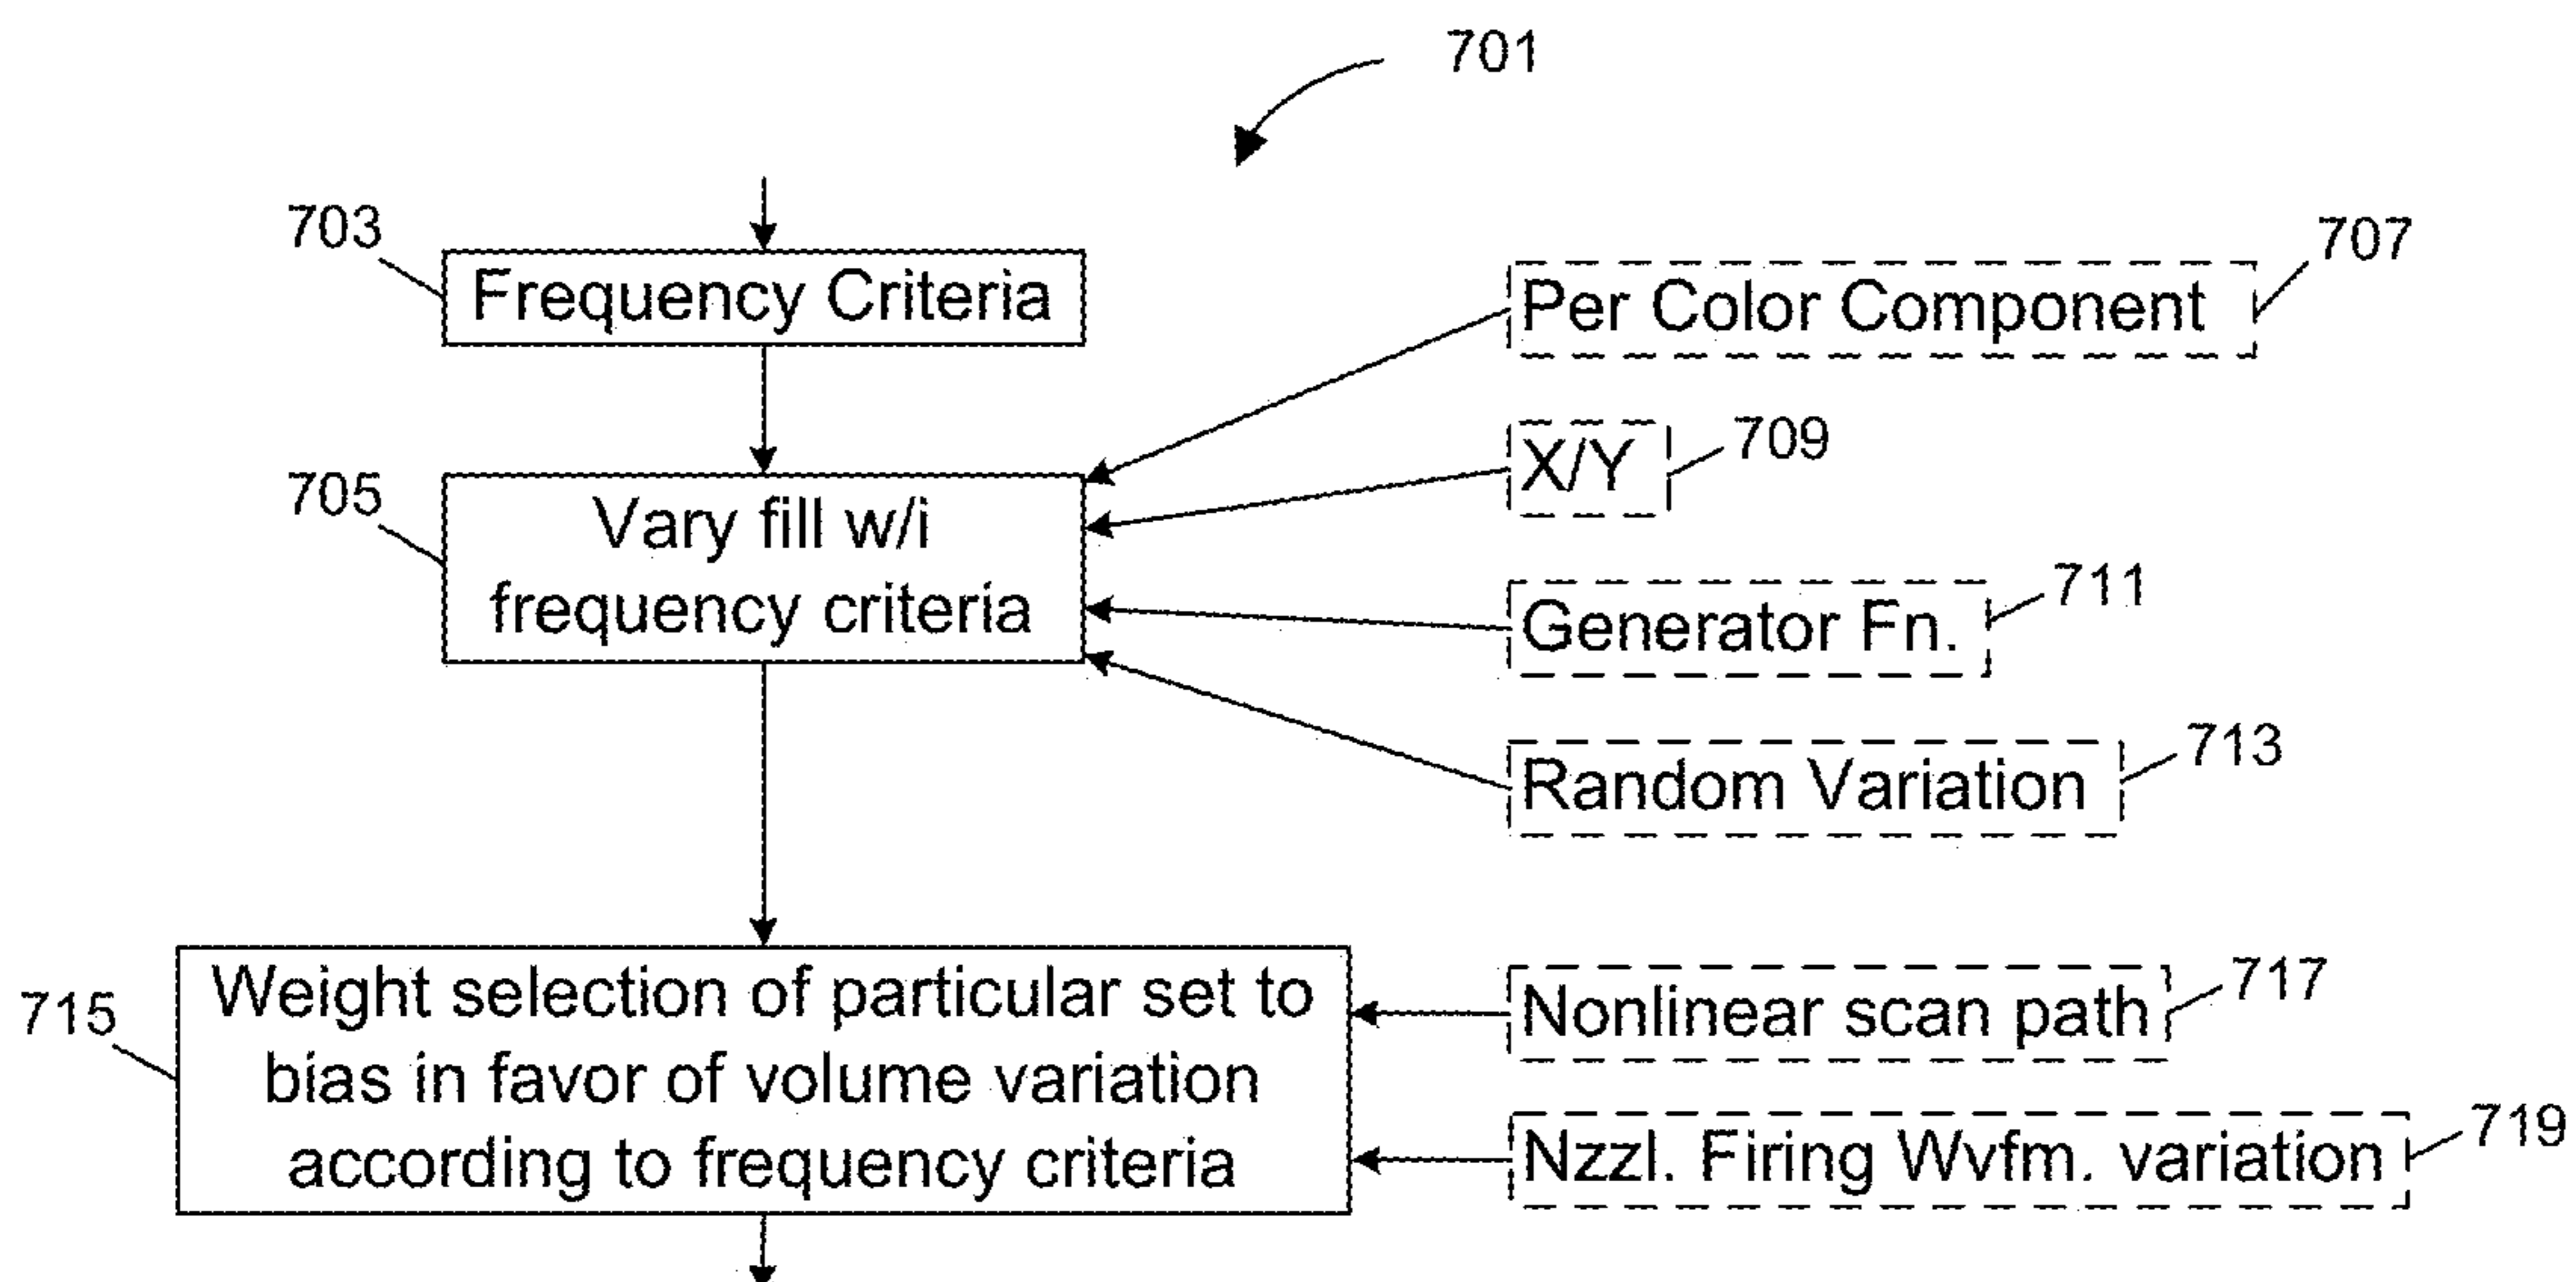 701
703
Frequency Criteria
707
Per Color Component
709
X/Y
705
Vary fill w/i
frequency criteria
711
Generator Fn.
713
Random Variation
715
Weight selection of particular set to
bias in favor of volume variation
according to frequency criteria
717
Nonlinear scan path
719
Nzzl. Firing Wvfm. variation